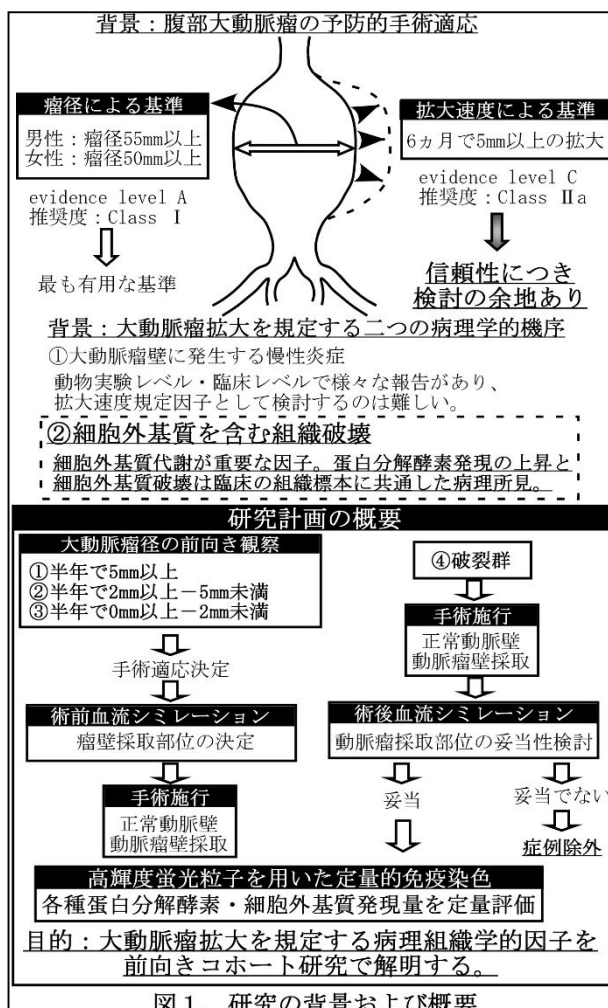 背景：腹部大動脈瘤の予防的手術適応
瘤径による基準
男性：瘤径55mm以上
女性：瘤径50mm以上
evidence level A
推奨度：Class Ⅰ
最も有用な基準
拡大速度による基準
6ヵ月で5mm以上の拡大
evidence level C
推奨度：Class Ⅱa
信頼性につき
検討の余地あり
背景：大動脈瘤拡大を規定する二つの病理学的機序
①大動脈瘤壁に発生する慢性炎症
動物実験レベル・臨床レベルで様々な報告があり、
拡大速度規定因子として検討するのは難しい。
②細胞外基質を含む組織破壊
細胞外基質代謝が重要な因子。蛋白分解酵素発現の上昇と
細胞外基質破壊は臨床の組織標本に共通した病理所見。
研究計画の概要
大動脈瘤径の前向き観察
①半年で5mm以上
②半年で2mm以上－5mm未満
③半年で0mm以上－2mm未満
手術適応決定
術前血流シミレーション
瘤壁採取部位の決定
手術施行
正常動脈壁
動脈瘤壁採取
④破裂群
手術施行
正常動脈壁
動脈瘤壁採取
術後血流シミレーション
動脈瘤採取部位の妥当性検討
妥当
妥当でない
症例除外
高輝度蛍光粒子を用いた定量的免疫染色
各種蛋白分解酵素・細胞外基質発現量を定量評価
目的：大動脈瘤拡大を規定する病理組織学的因子を
前向きコホート研究で解明する。
図1．研究の背景および概要